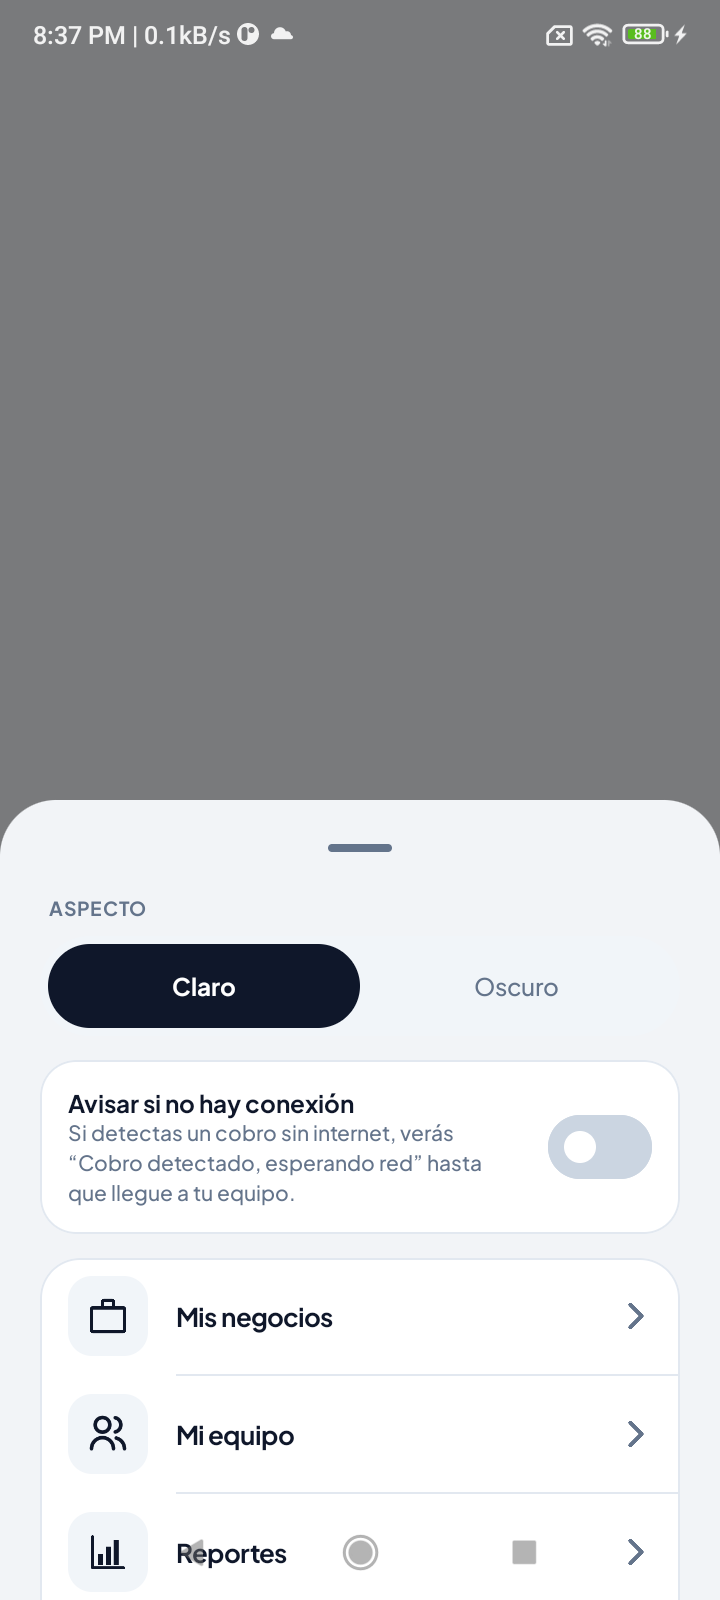 8:37 PM | 0.1kB/s
88
ASPECTO
Claro
Oscuro
Avisar si no hay conexión
Si detectas un cobro sin internet, verás
“Cobro detectado, esperando red” hasta
que llegue a tu equipo.
Mis negocios
Mi equipo
Reportes